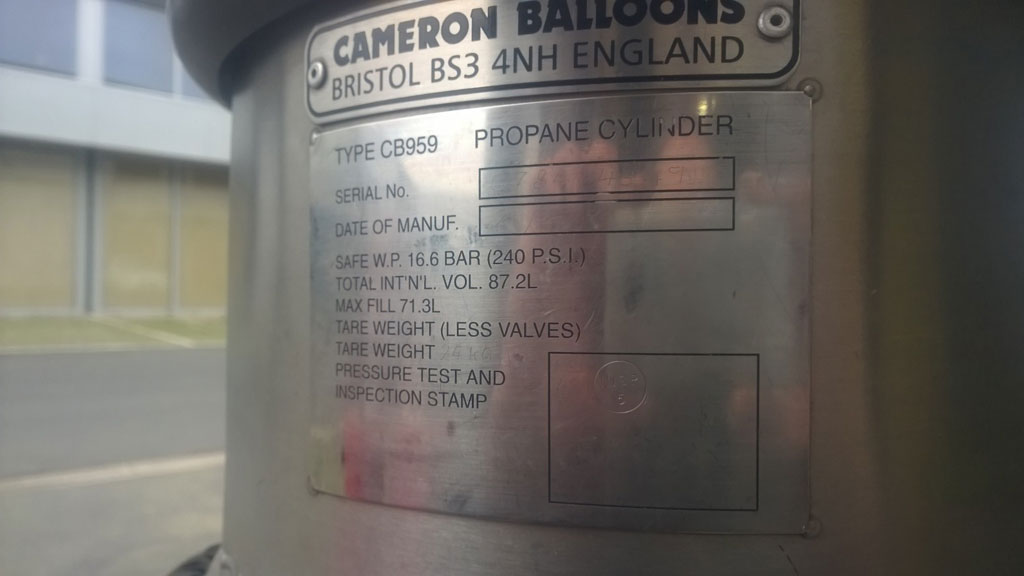 CAMERON BALLOONS
BRISTOL BS3 4NH ENGLAND
TYPE CB959 PROPANE CYLINDER
SERIAL No.
DATE OF MANUF.
SAFE W.P. 16.6 BAR (240 P.S.I.)
TOTAL INT'N'L. VOL. 87.2L
MAX FILL 71.3L
TARE WEIGHT (LESS VALVES)
TARE WEIGHT
PRESSURE TEST AND
INSPECTION STAMP